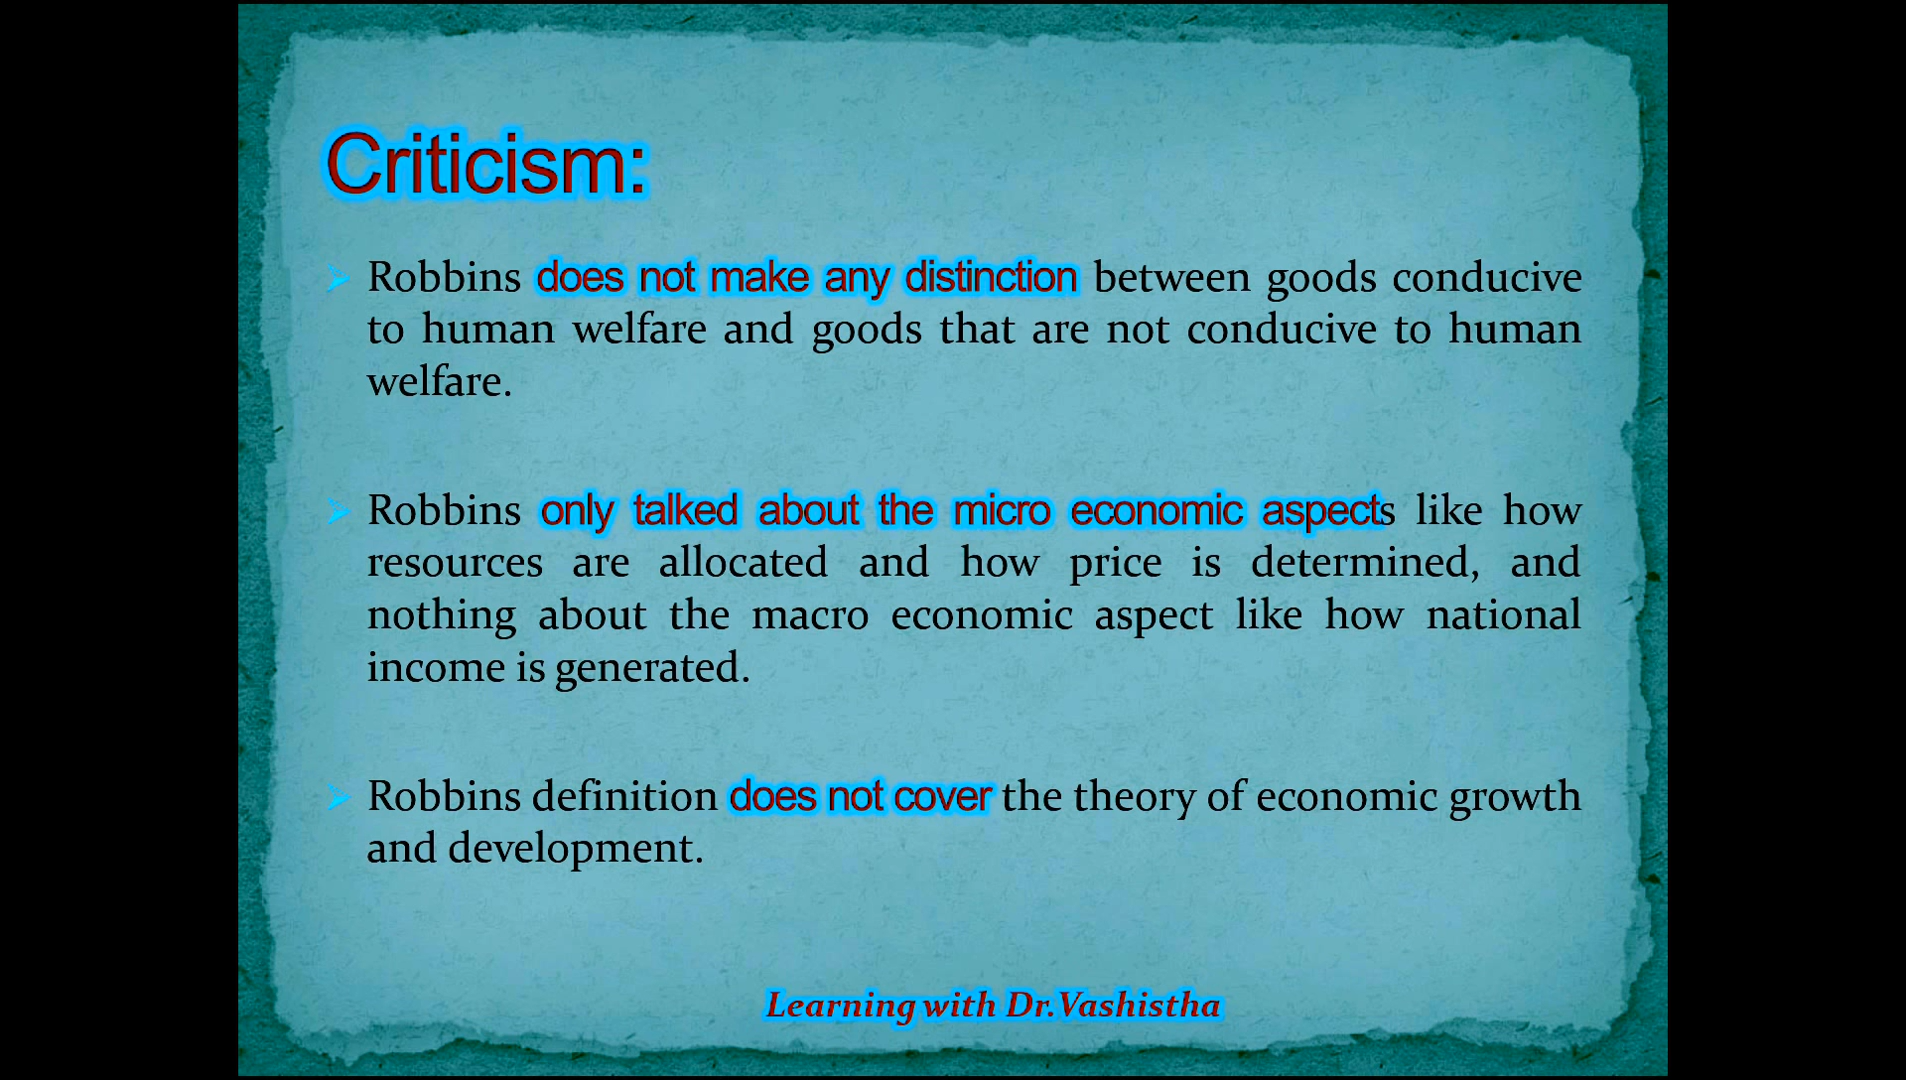 Criticism:
Robbins does not make any distinction between goods conducive
to human welfare and goods that are not conducive to human
welfare.
Robbins only talked about the micro economic aspects like how
resources are allocated and how price is determined, and
nothing about the macro economic aspect like how national
income is generated.
Robbins definition does not cover the theory of economic growth
and development.
Learning with Dr.Vashistha